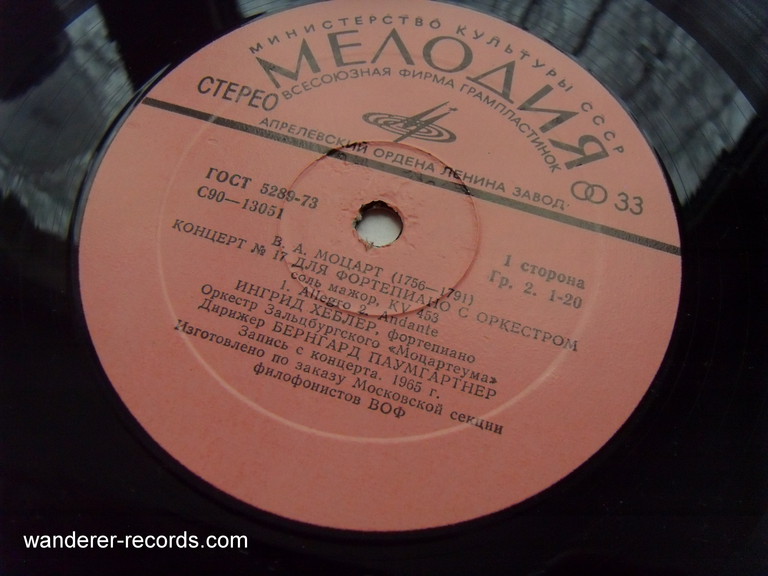 МИНИСТЕРСТВО КУЛЬТУРЫ СССР
МЕЛОДИЯ
ВСЕСОЮЗНАЯ ФИРМА ГРАМПЛАСТИНОК
СТЕРЕО
АПРЕЛЕВСКИЙ ОРДЕНА ЛЕНИНА ЗАВОД
33
ГОСТ 5289-73
С90—13051
1 сторона
Гр. 2. 1-20
В. А. МОЦАРТ (1756—1791)
КОНЦЕРТ № 17 ДЛЯ ФОРТЕПИАНО С ОРКЕСТРОМ
соль мажор, KV 453
1. Allegro 2. Andante
ИНГРИД ХЕБЛЕР, фортепиано
Оркестр Зальцбургского «Моцартеума»
Дирижер БЕРНГАРД ПАУМГАРТНЕР
Запись с концерта. 1965 г.
Изготовлено по заказу Московской секции
филофонистов ВОФ
wanderer-records.com